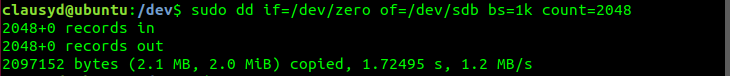 clausyd@ubuntu:/dev$ sudo dd if=/dev/zero of=/dev/sdb bs=1k count=2048
2048+0 records in
2048+0 records out
2097152 bytes (2.1 MB, 2.0 MiB) copied, 1.72495 s, 1.2 MB/s